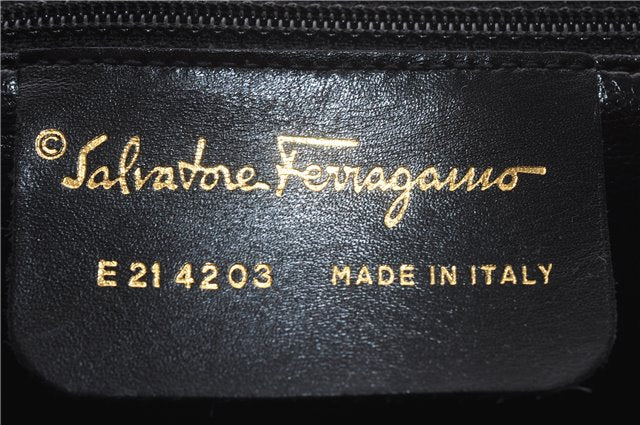 © Salvatore Ferragamo
E 21 4203 MADE IN ITALY